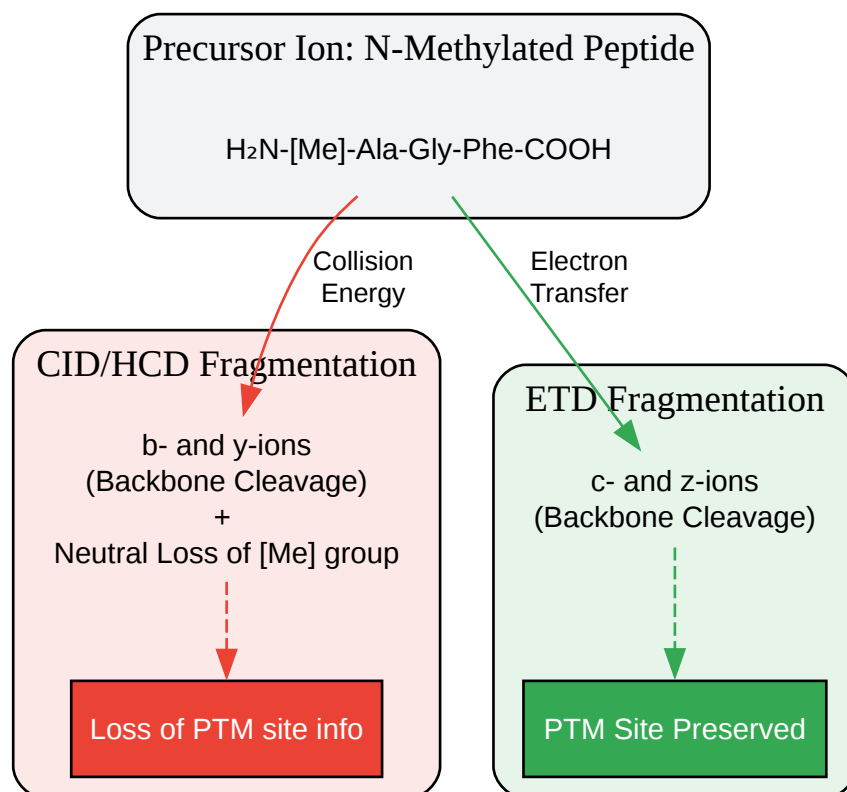 Precursor Ion: N-Methylated Peptide
H₂N-[Me]-Ala-Gly-Phe-COOH
Collision
Energy
Electron
Transfer
CID/HCD Fragmentation
b- and y-ions
(Backbone Cleavage)
+
Neutral Loss of [Me] group
Loss of PTM site info
ETD Fragmentation
c- and z-ions
(Backbone Cleavage)
PTM Site Preserved